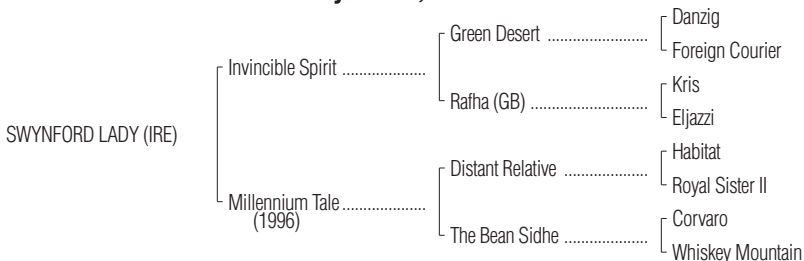 Danzig
Green Desert ....................
Foreign Courier
Invincible Spirit ....................
Kris
Rafha (GB) ........................
Eljazzi
SWYNFORD LADY (IRE)
Habitat
Distant Relative ....................
Royal Sister II
Millennium Tale ....................
(1996)
Corvaro
The Bean Sidhe ....................
Whiskey Mountain